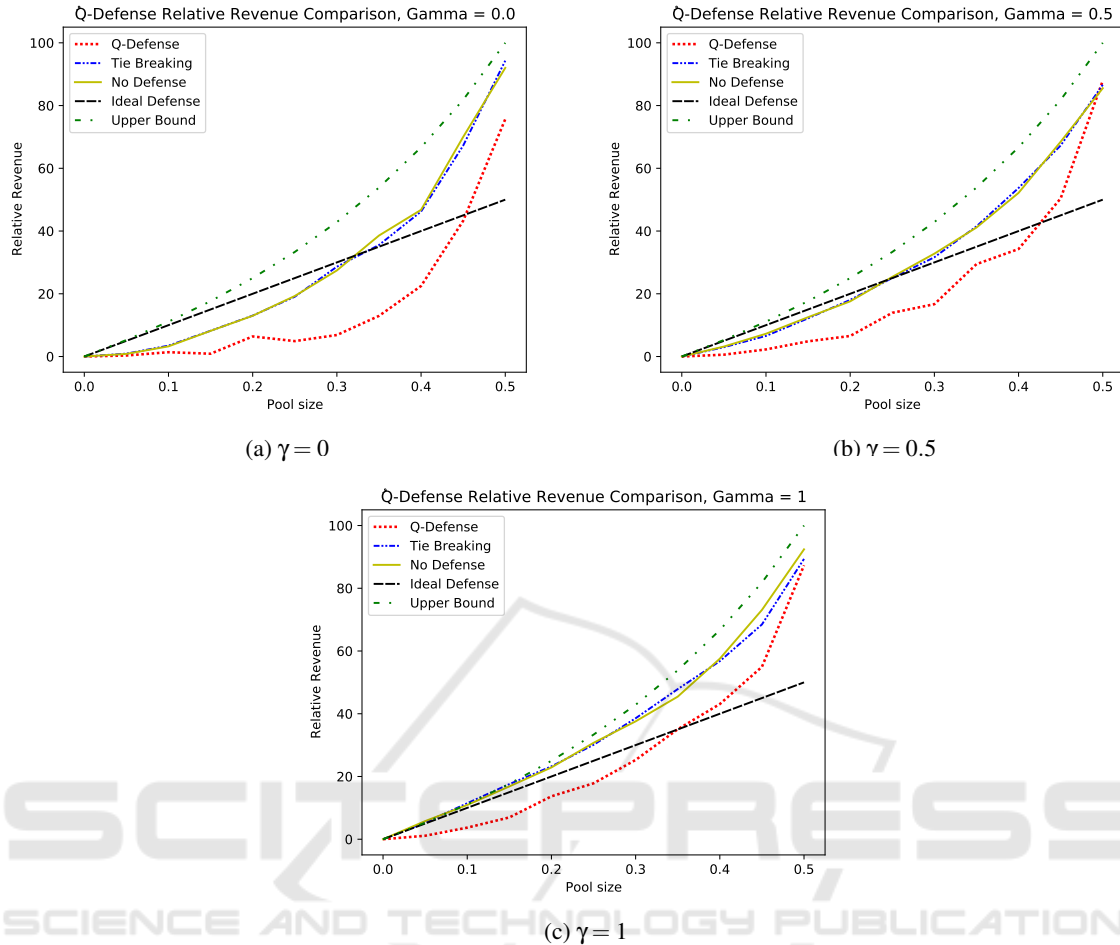 Q-Defense Relative Revenue Comparison, Gamma = 0.0
Relative Revenue
100
80
60
40
20
0
Q-Defense
Tie Breaking
No Defense
Ideal Defense
Upper Bound
0.0 0.1 0.2 0.3 0.4 0.5
Pool size
(a) γ = 0
Q-Defense Relative Revenue Comparison, Gamma = 0.5
Relative Revenue
100
80
60
40
20
0
Q-Defense
Tie Breaking
No Defense
Ideal Defense
Upper Bound
0.0 0.1 0.2 0.3 0.4 0.5
Pool size
(b) γ = 0.5
Q-Defense Relative Revenue Comparison, Gamma = 1
Relative Revenue
100
80
60
40
20
0
Q-Defense
Tie Breaking
No Defense
Ideal Defense
Upper Bound
0.0 0.1 0.2 0.3 0.4 0.5
Pool size
(c) γ = 1
SCITEPRESS
SCIENCE AND TECHNOLOGY PUBLICATION